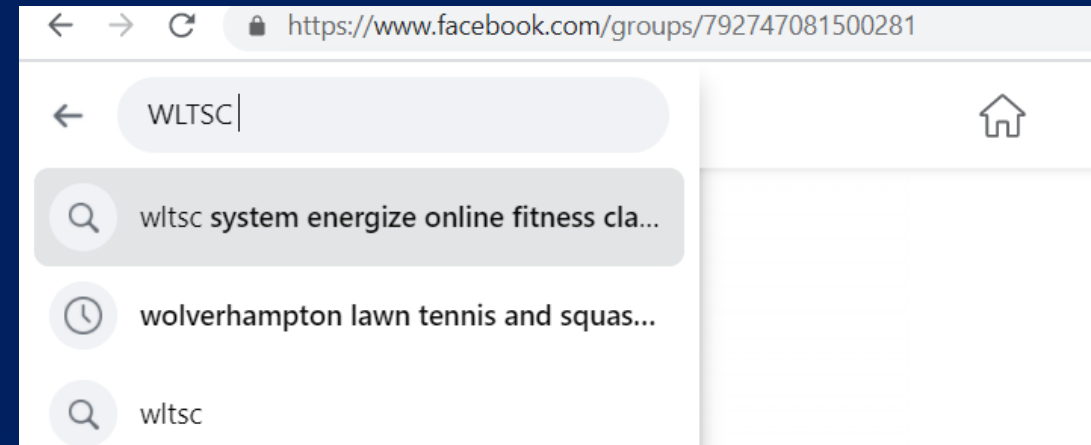 https://www.facebook.com/groups/792747081500281
WLTSC
wltsc system energize online fitness cla...
wolverhampton lawn tennis and squas...
wltsc